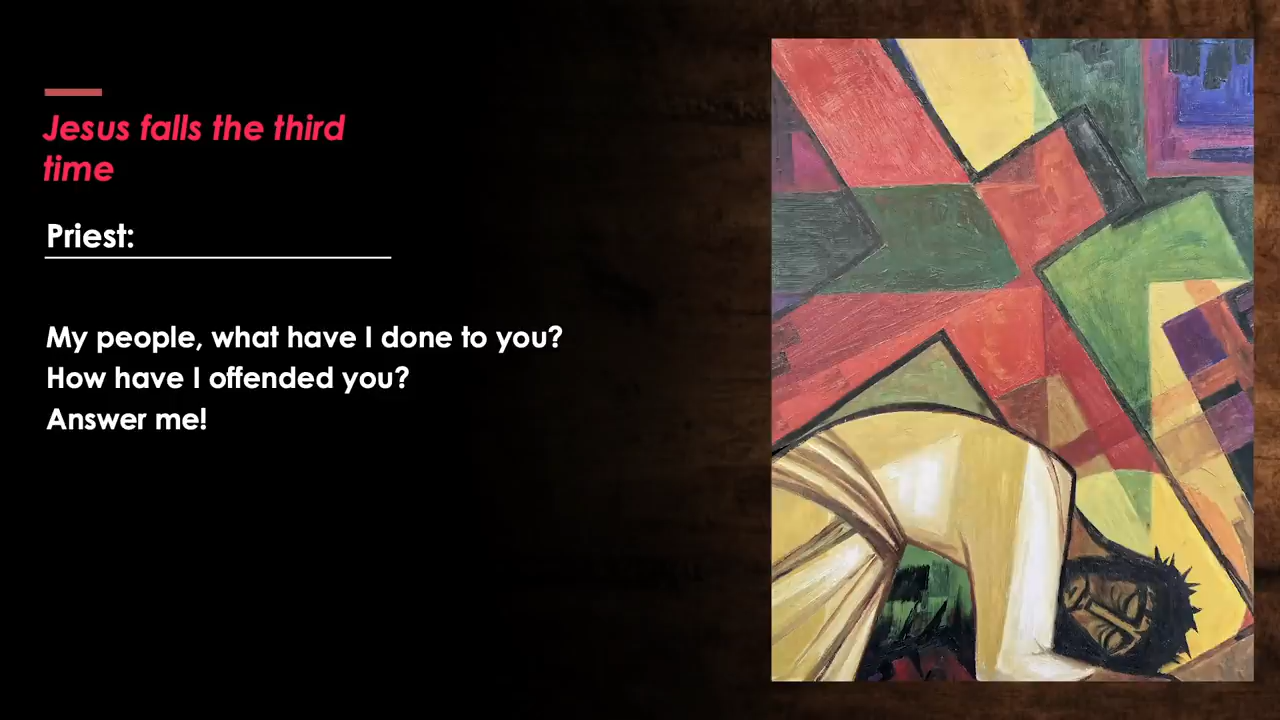 Jesus falls the third
time
Priest:
My people, what have I done to you?
How have I offended you?
Answer me!